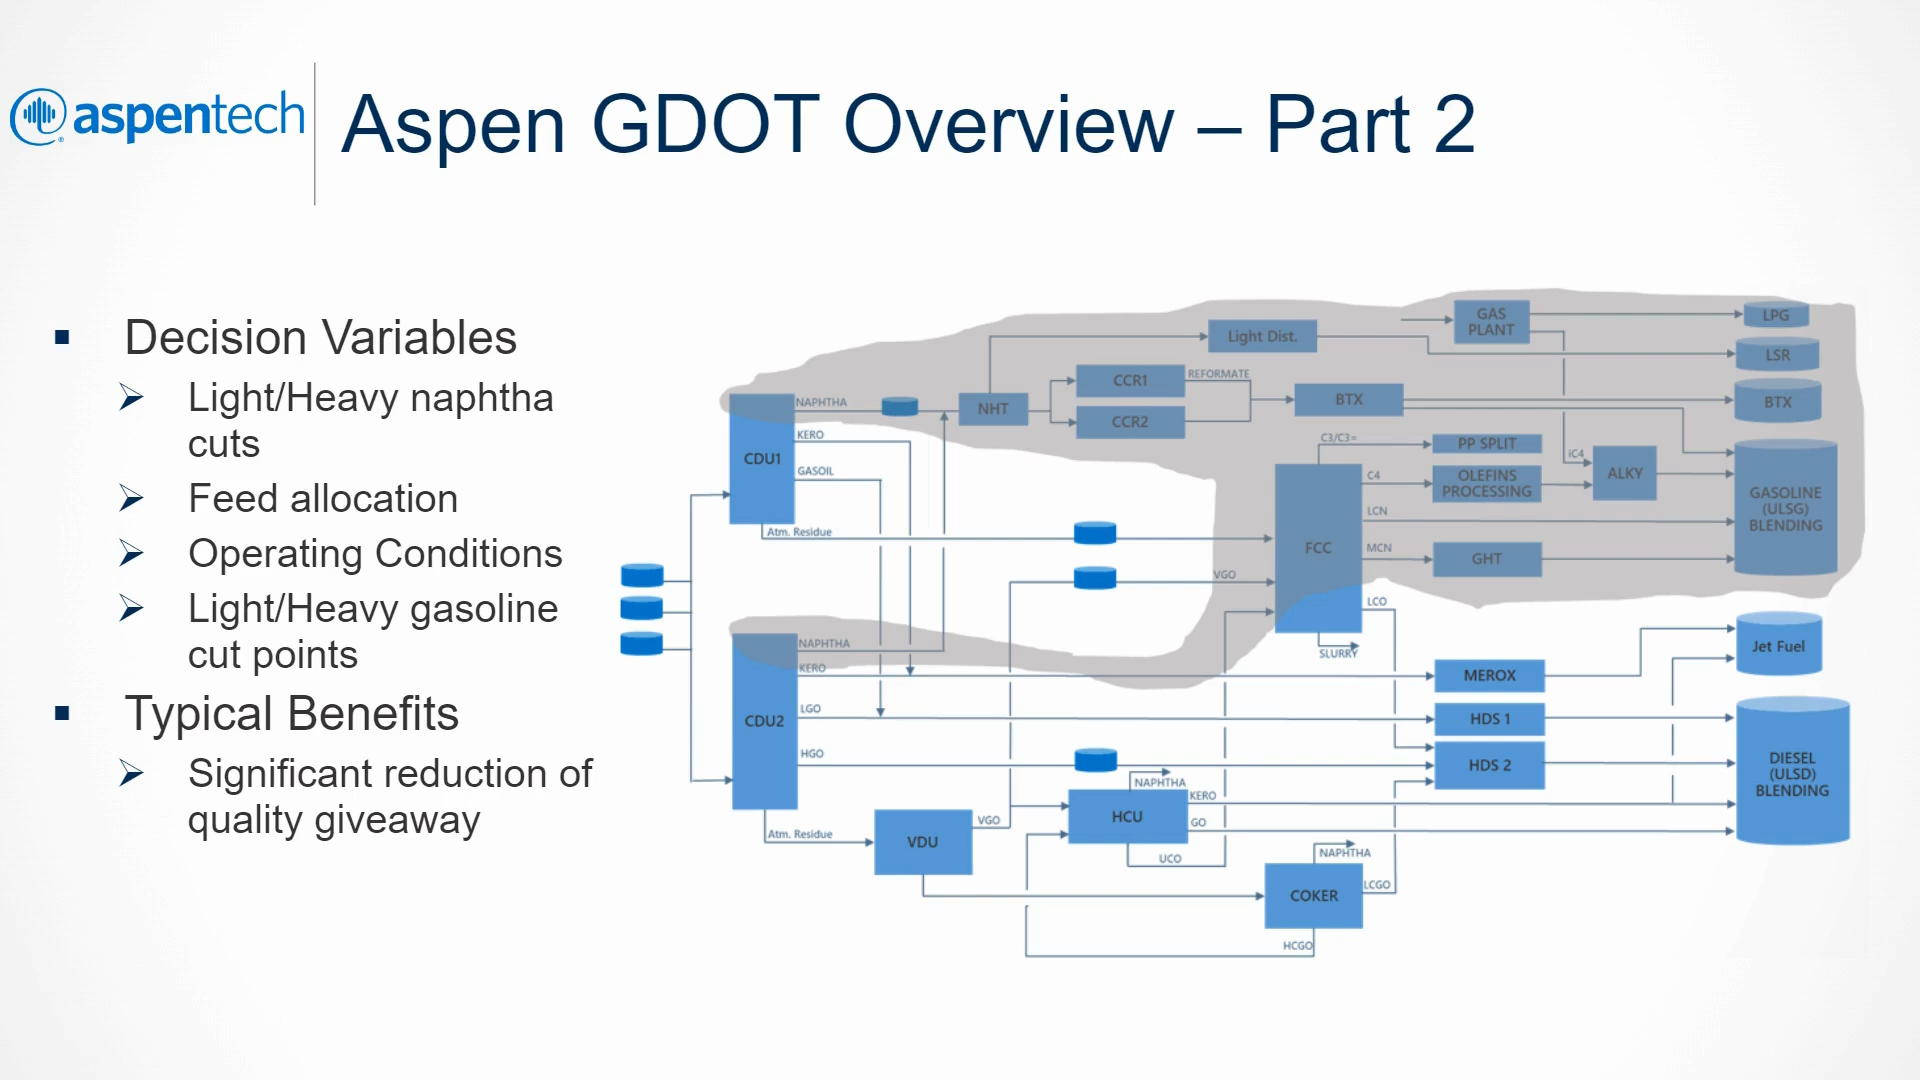 aspentech
Aspen GDOT Overview – Part 2
Decision Variables
Light/Heavy naphtha
cuts
Feed allocation
Operating Conditions
Light/Heavy gasoline
cut points
Typical Benefits
Significant reduction of
quality giveaway
GAS
PLANT
LPG
Light Dist.
LSR
CCR1
REFORMATE
NAPHTHA
NHT
BTX
BTX
CCR2
KERO
CDU1
C3/C3=
PP SPLIT
iC4
GASOIL
C4
OLEFINS
PROCESSING
ALKY
GASOLINE
(ULSG)
BLENDING
LCN
Atm. Residue
FCC
MCN
GHT
VGO
LCO
NAPHTHA
SLURRY
Jet Fuel
KERO
MEROX
CDU2
LGO
HDS 1
HGO
HDS 2
DIESEL
(ULSD)
BLENDING
NAPHTHA
KERO
VGO
HCU
GO
Atm. Residue
VDU
UCO
NAPHTHA
COKER
LCGO
HCGO